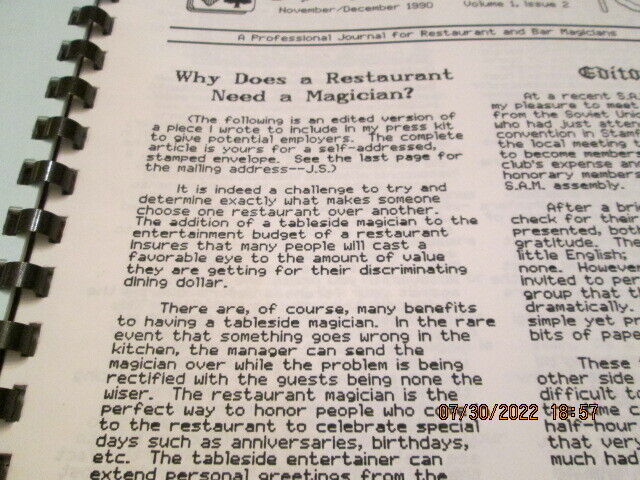 November/December 1990
Volume 1, Issue 2
A Professional Journal for Restaurant and Bar Magicians
Why Does a Restaurant
Need a Magician?
(The following is an edited version of
a piece I wrote to include in my press kit
to give potential employers. The complete
article is yours for a self-addressed,
stamped envelope. See the last page for
the mailing address--J.S.)
It is indeed a challenge to try and
determine exactly what makes someone
choose one restaurant over another.
The addition of a tableside magician to the
entertainment budget of a restaurant
insures that many people will cast a
favorable eye to the amount of value
they are getting for their discriminating
dining dollar.
There are, of course, many benefits
to having a tableside magician. In the rare
event that something goes wrong in the
kitchen, the manager can send the
magician over while the problem is being
rectified with the guests being none the
wiser. The restaurant magician is the
perfect way to honor people who
to the restaurant to celebrate special
days such as anniversaries, birthdays,
etc. The tableside entertainer can
extend personal greetings from the
Edito
At a recent S.A.
my pleasure to meet
from the Soviet Uni
who had just atten
convention in Stam
the local meeting t
to become member
club's expense an
honorary members
S.A.M. assembly.
After a brie
check for their
presented, both
gratitude. Th
little English;
none. Howeve
invited to per
group that t
dramatically.
simple yet pr
bits of pape
These
other side
difficult to
me c
half-hour
that ver
much had
07/30/2022 18:57